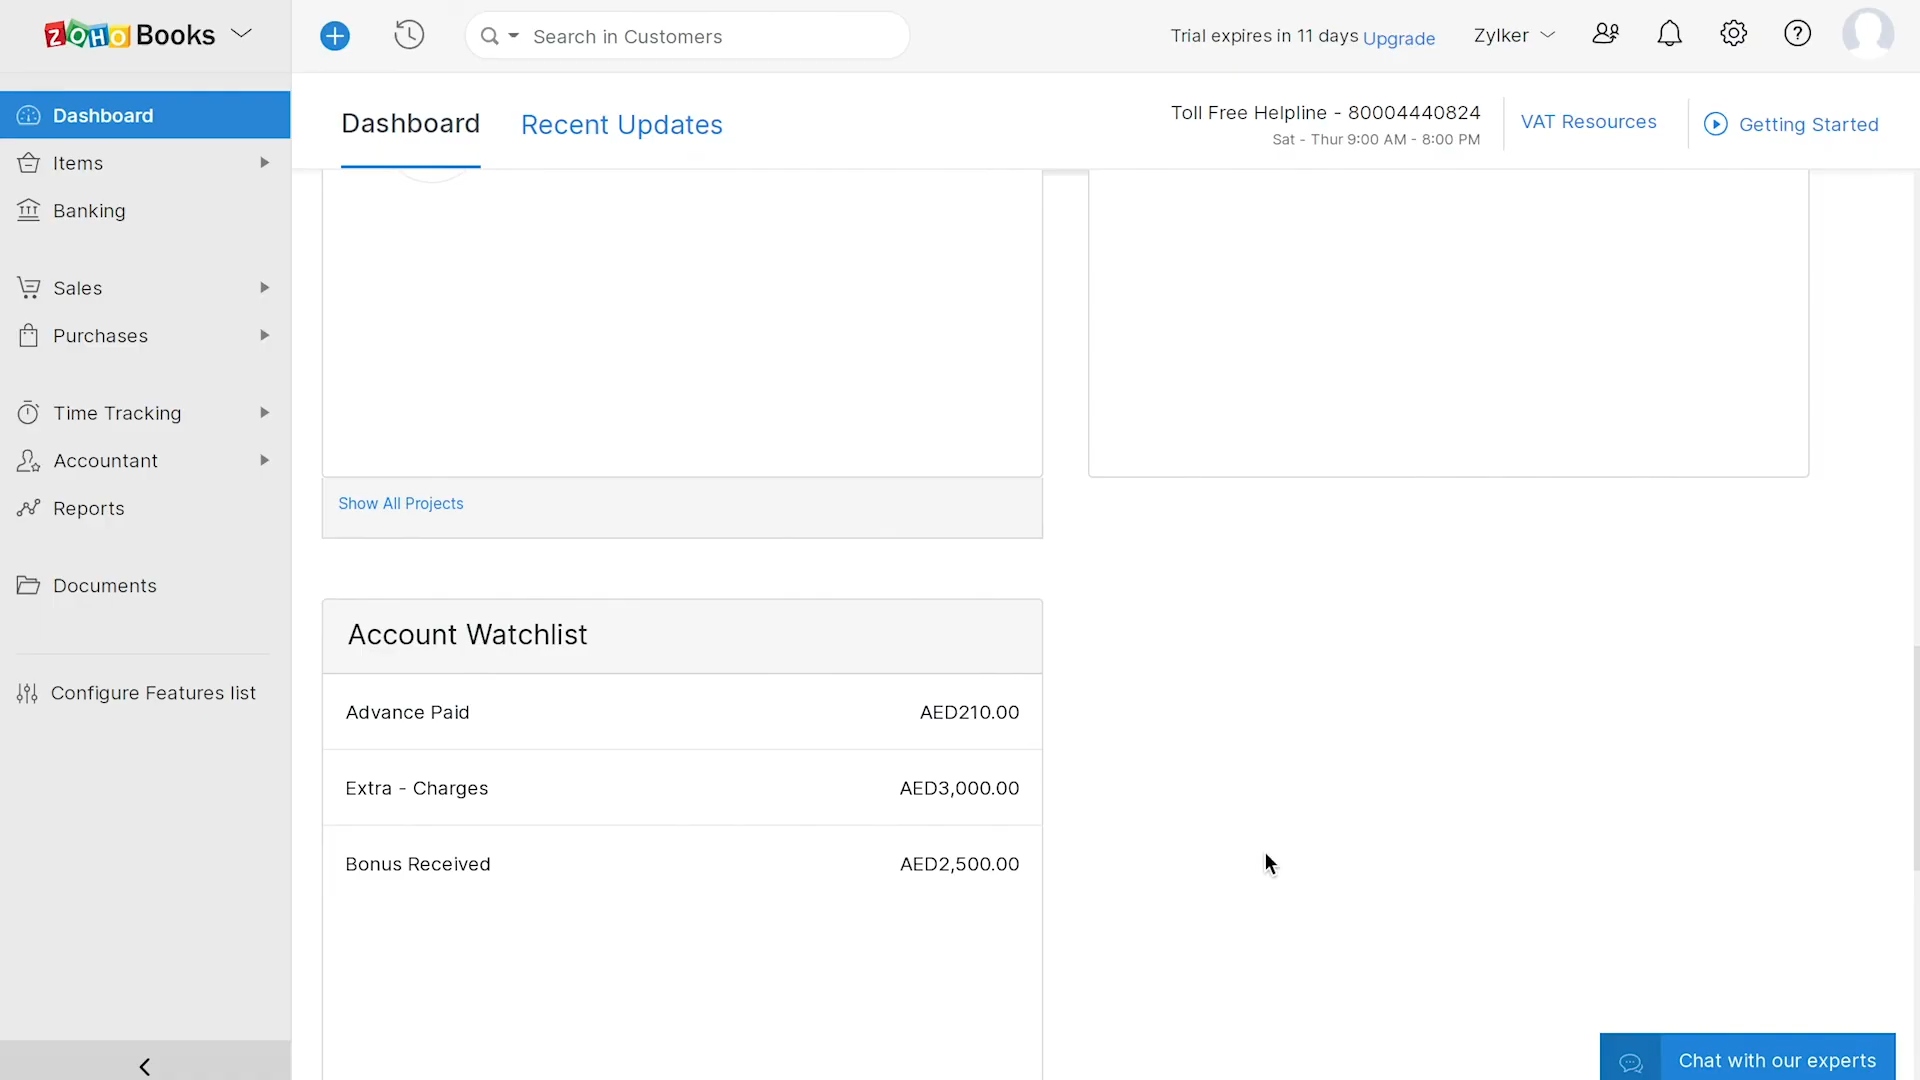 ZOHO Books
Search in Customers
Trial expires in 11 days Upgrade
Zylker
Dashboard
Items
Banking
Sales
Purchases
Time Tracking
Accountant
Reports
Documents
Configure Features list
Dashboard
Recent Updates
Toll Free Helpline - 80004440824
Sat - Thur 9:00 AM - 8:00 PM
VAT Resources
Getting Started
Show All Projects
Account Watchlist
Advance Paid AED210.00
Extra - Charges AED3,000.00
Bonus Received AED2,500.00
Chat with our experts